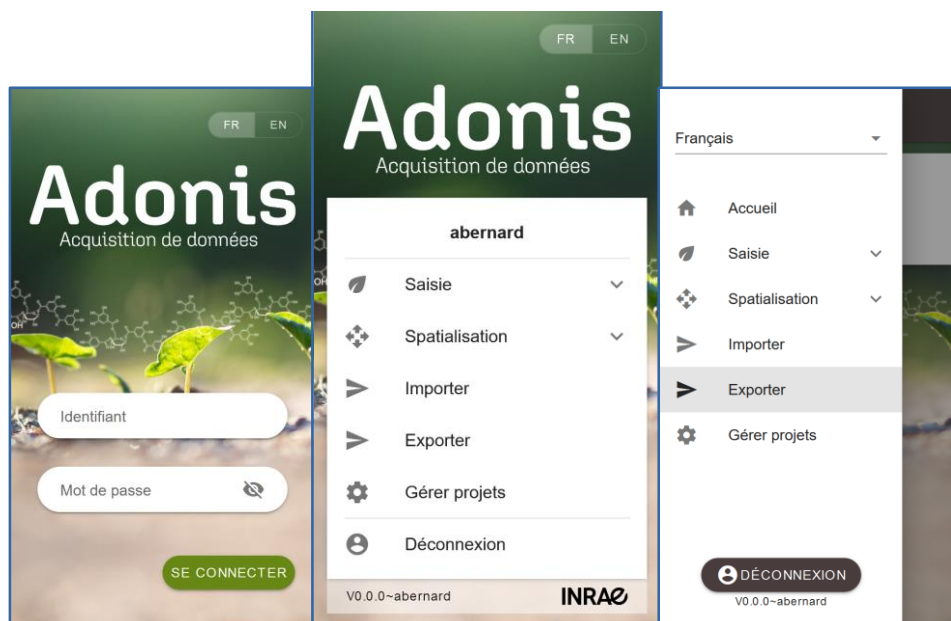 FR EN
Adonis
Acquisition de données
OH
Identifiant
Mot de passe
SE CONNECTER
FR EN
Adonis
Acquisition de données
OH
abernard
Saisie
Spatialisation
Importer
Exporter
Gérer projets
Déconnexion
V0.0.0~abernard INRAE
Français
Accueil
Saisie
Spatialisation
Importer
Exporter
Gérer projets
DÉCONNEXION
V0.0.0~abernard